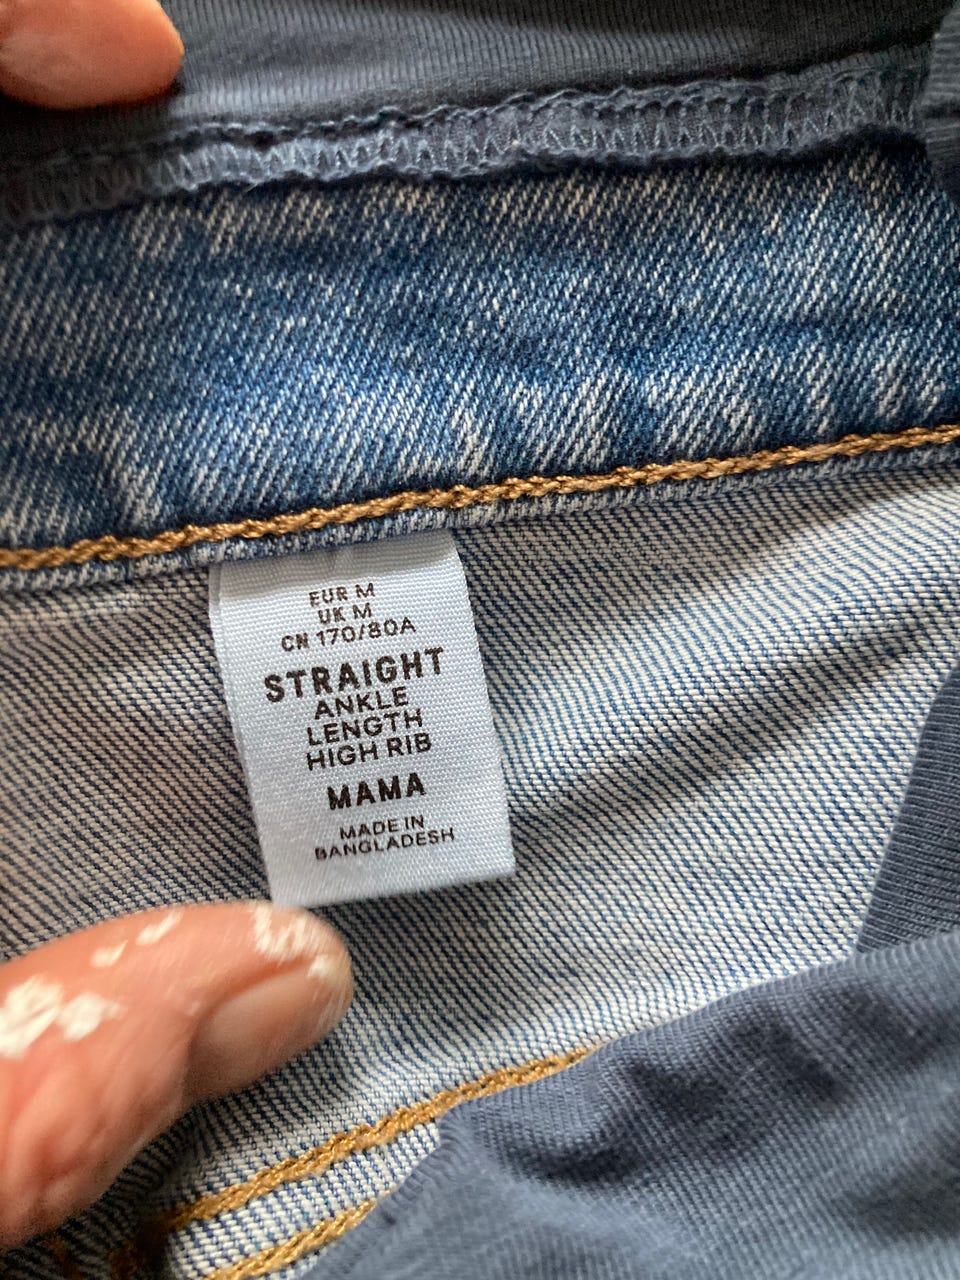 EUR M
UK M
CN 170/80A
STRAIGHT
ANKLE
LENGTH
HIGH RIB
MAMA
MADE IN
BANGLADESH